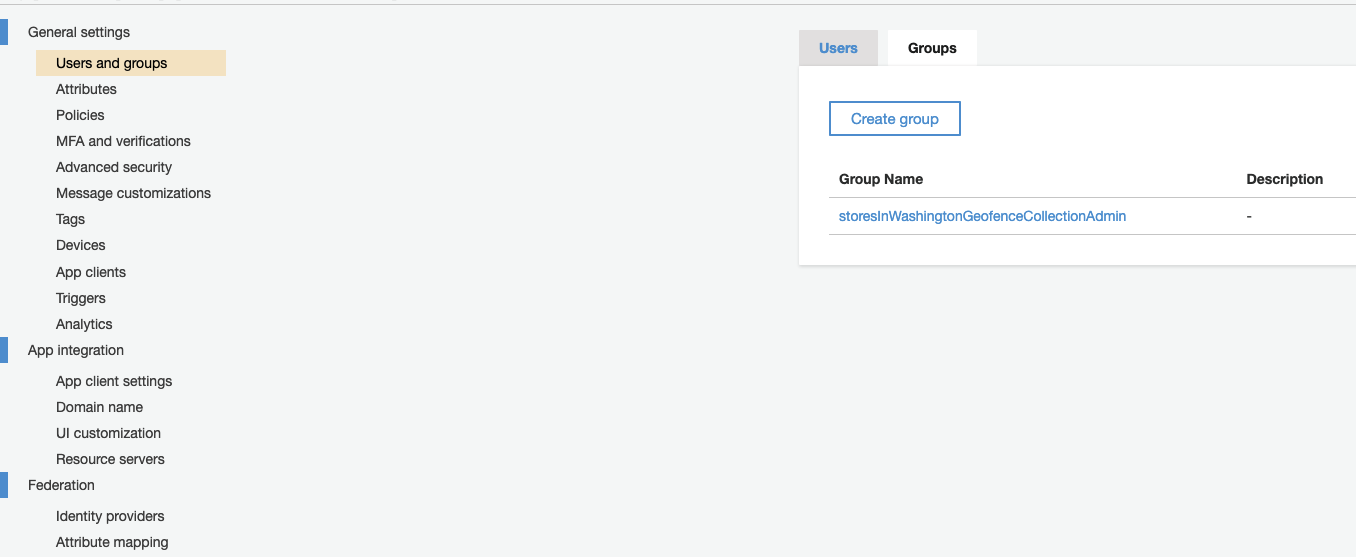 General settings
Users and groups
Attributes
Policies
MFA and verifications
Advanced security
Message customizations
Tags
Devices
App clients
Triggers
Analytics
App integration
App client settings
Domain name
UI customization
Resource servers
Federation
Identity providers
Attribute mapping
Users Groups
Create group
Group Name Description
storesInWashingtonGeofenceCollectionAdmin -